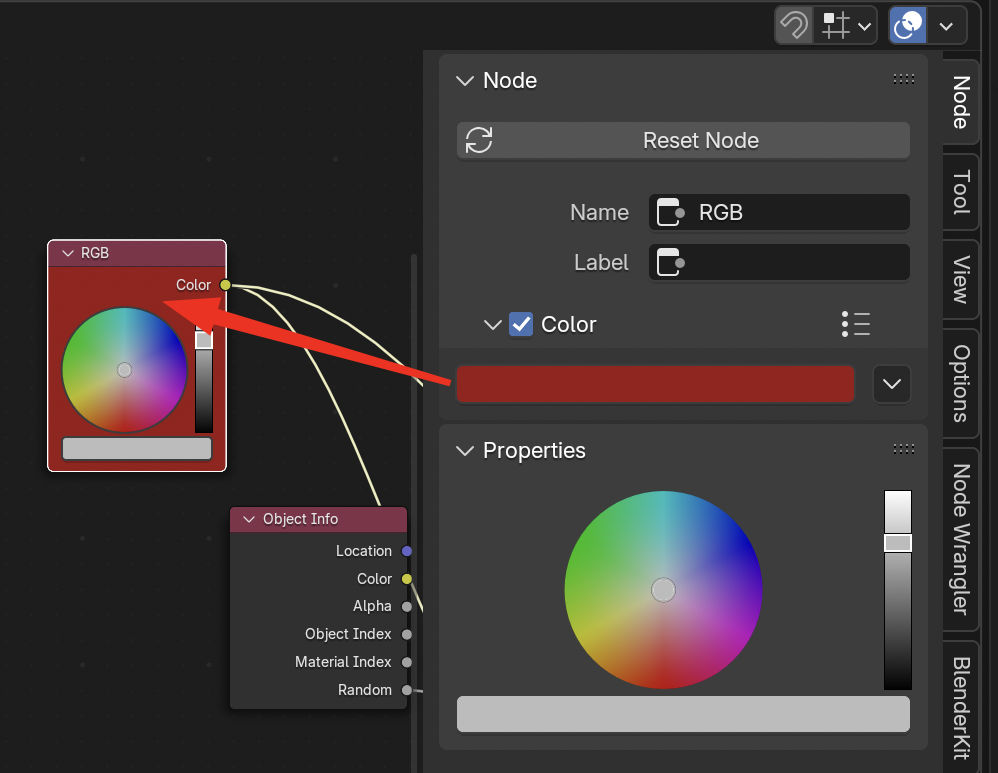 RGB
Color
Object Info
Location
Color
Alpha
Object Index
Material Index
Random
Node
Reset Node
Name RGB
Label
Color
Properties
Node
Tool
View
Options
Node Wrangler
BlenderKit